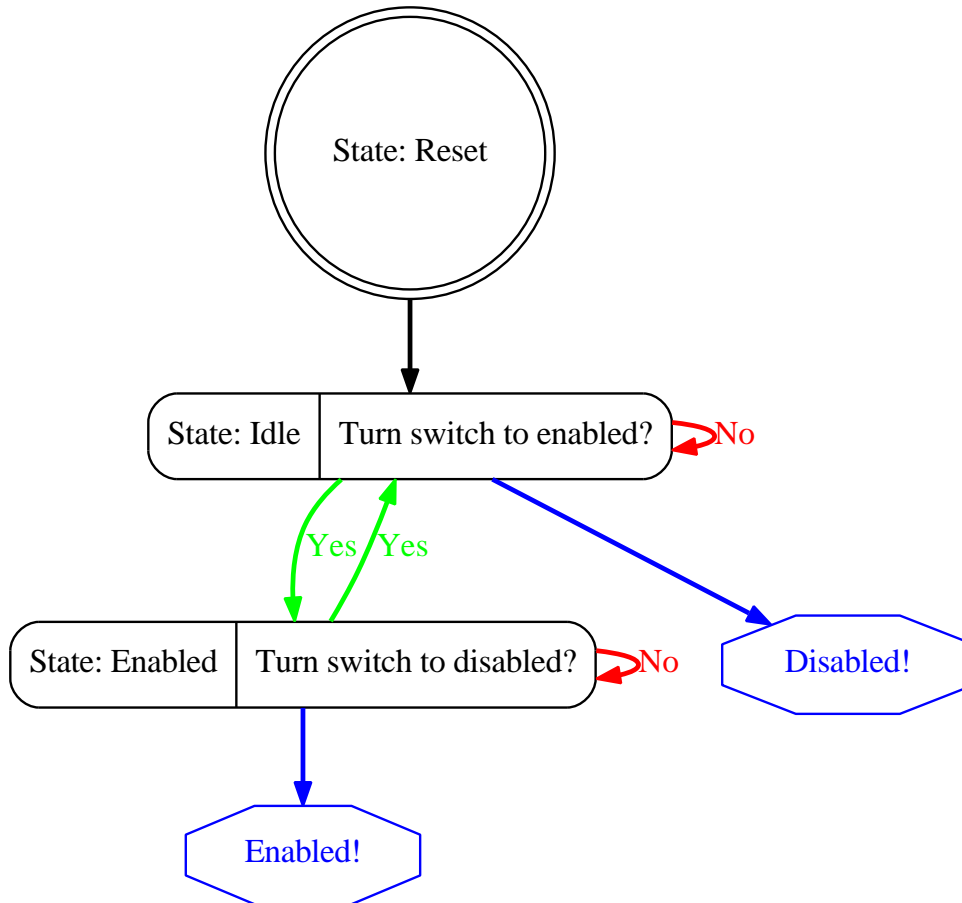 State: Reset
State: Idle
Turn switch to enabled?
No
Yes
Yes
State: Enabled
Turn switch to disabled?
No
Disabled!
Enabled!